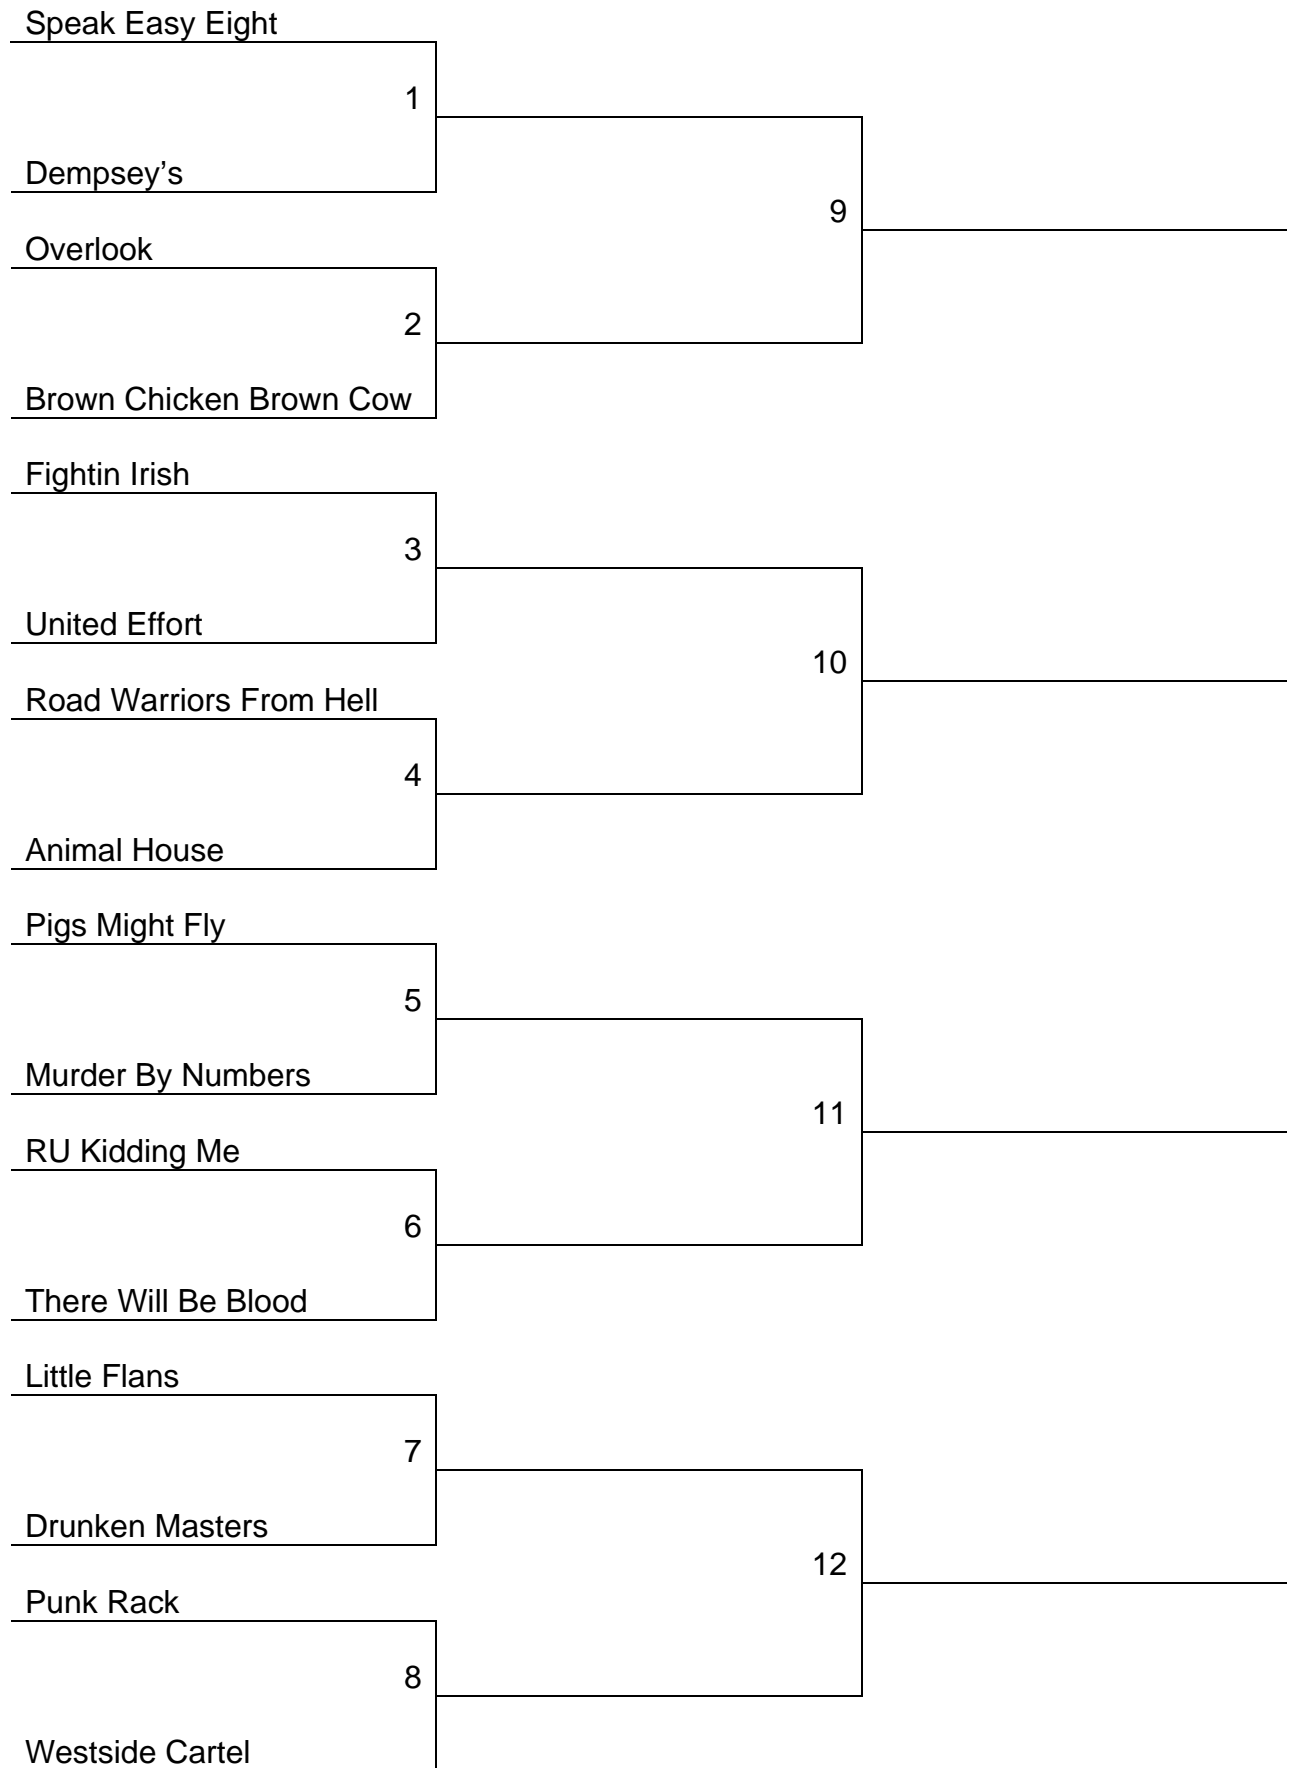 Speak Easy Eight
1
Dempsey’s
9
Overlook
2
Brown Chicken Brown Cow
Fightin Irish
3
United Effort
10
Road Warriors From Hell
4
Animal House
Pigs Might Fly
5
Murder By Numbers
11
RU Kidding Me
6
There Will Be Blood
Little Flans
7
Drunken Masters
12
Punk Rack
8
Westside Cartel